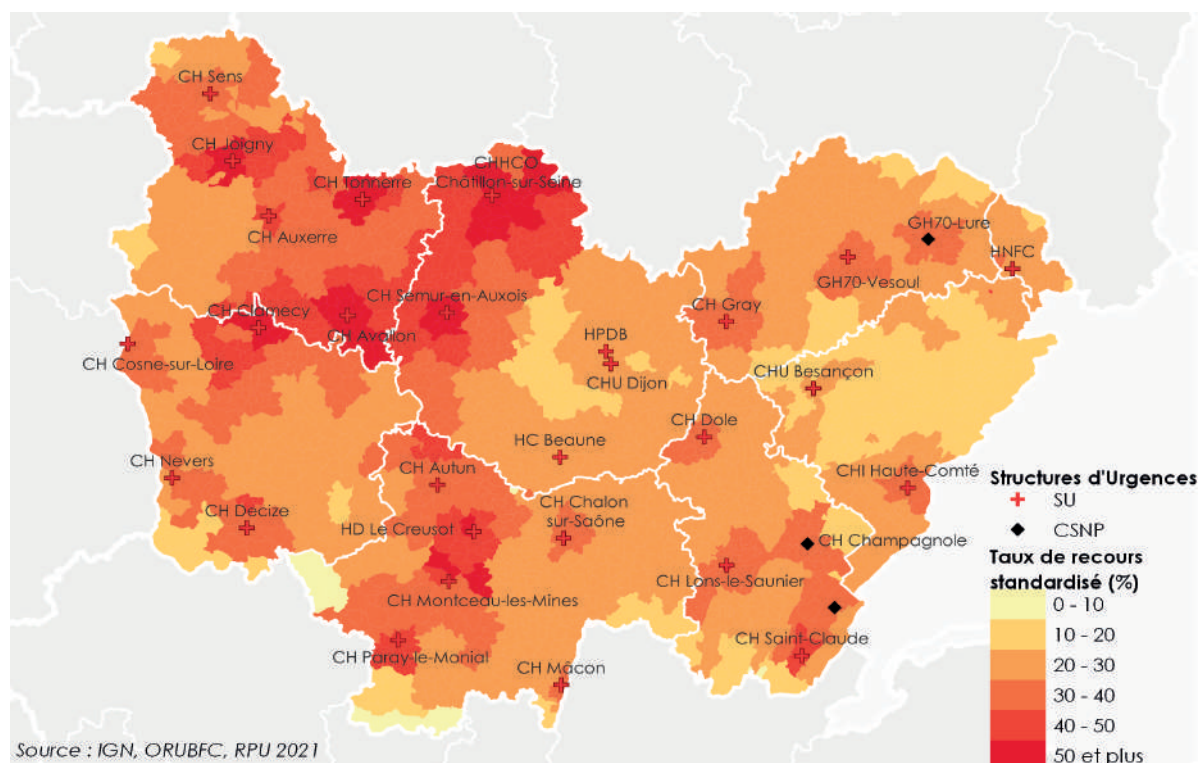 CH Sens
CH Joigny
CHHCO
CH Tonnerre
Châtillon-sur-Seine
CH Auxerre
GH70-Lure
HNFC
GH70-Vesoul
CH Clamecy
CH Semur-en-Auxois
CH Gray
CH Avallon
HPDB
CH Cosne-sur-Loire
CHU Besançon
CHU Dijon
CH Dole
HC Beaune
CH Nevers
CH Autun
CHI Haute-Comté
CH Chalon
sur-Saône
CH Decize
HD Le Creusot
CH Champagnole
CH Lons-le-Saunier
CH Montceau-les-Mines
CH Saint-Claude
CH Paray-le-Monial
CH Mâcon
Structures d'Urgences
SU
CSNP
Taux de recours
standardisé (%)
0 - 10
10 - 20
20 - 30
30 - 40
40 - 50
50 et plus
Source : IGN, ORUBFC, RPU 2021